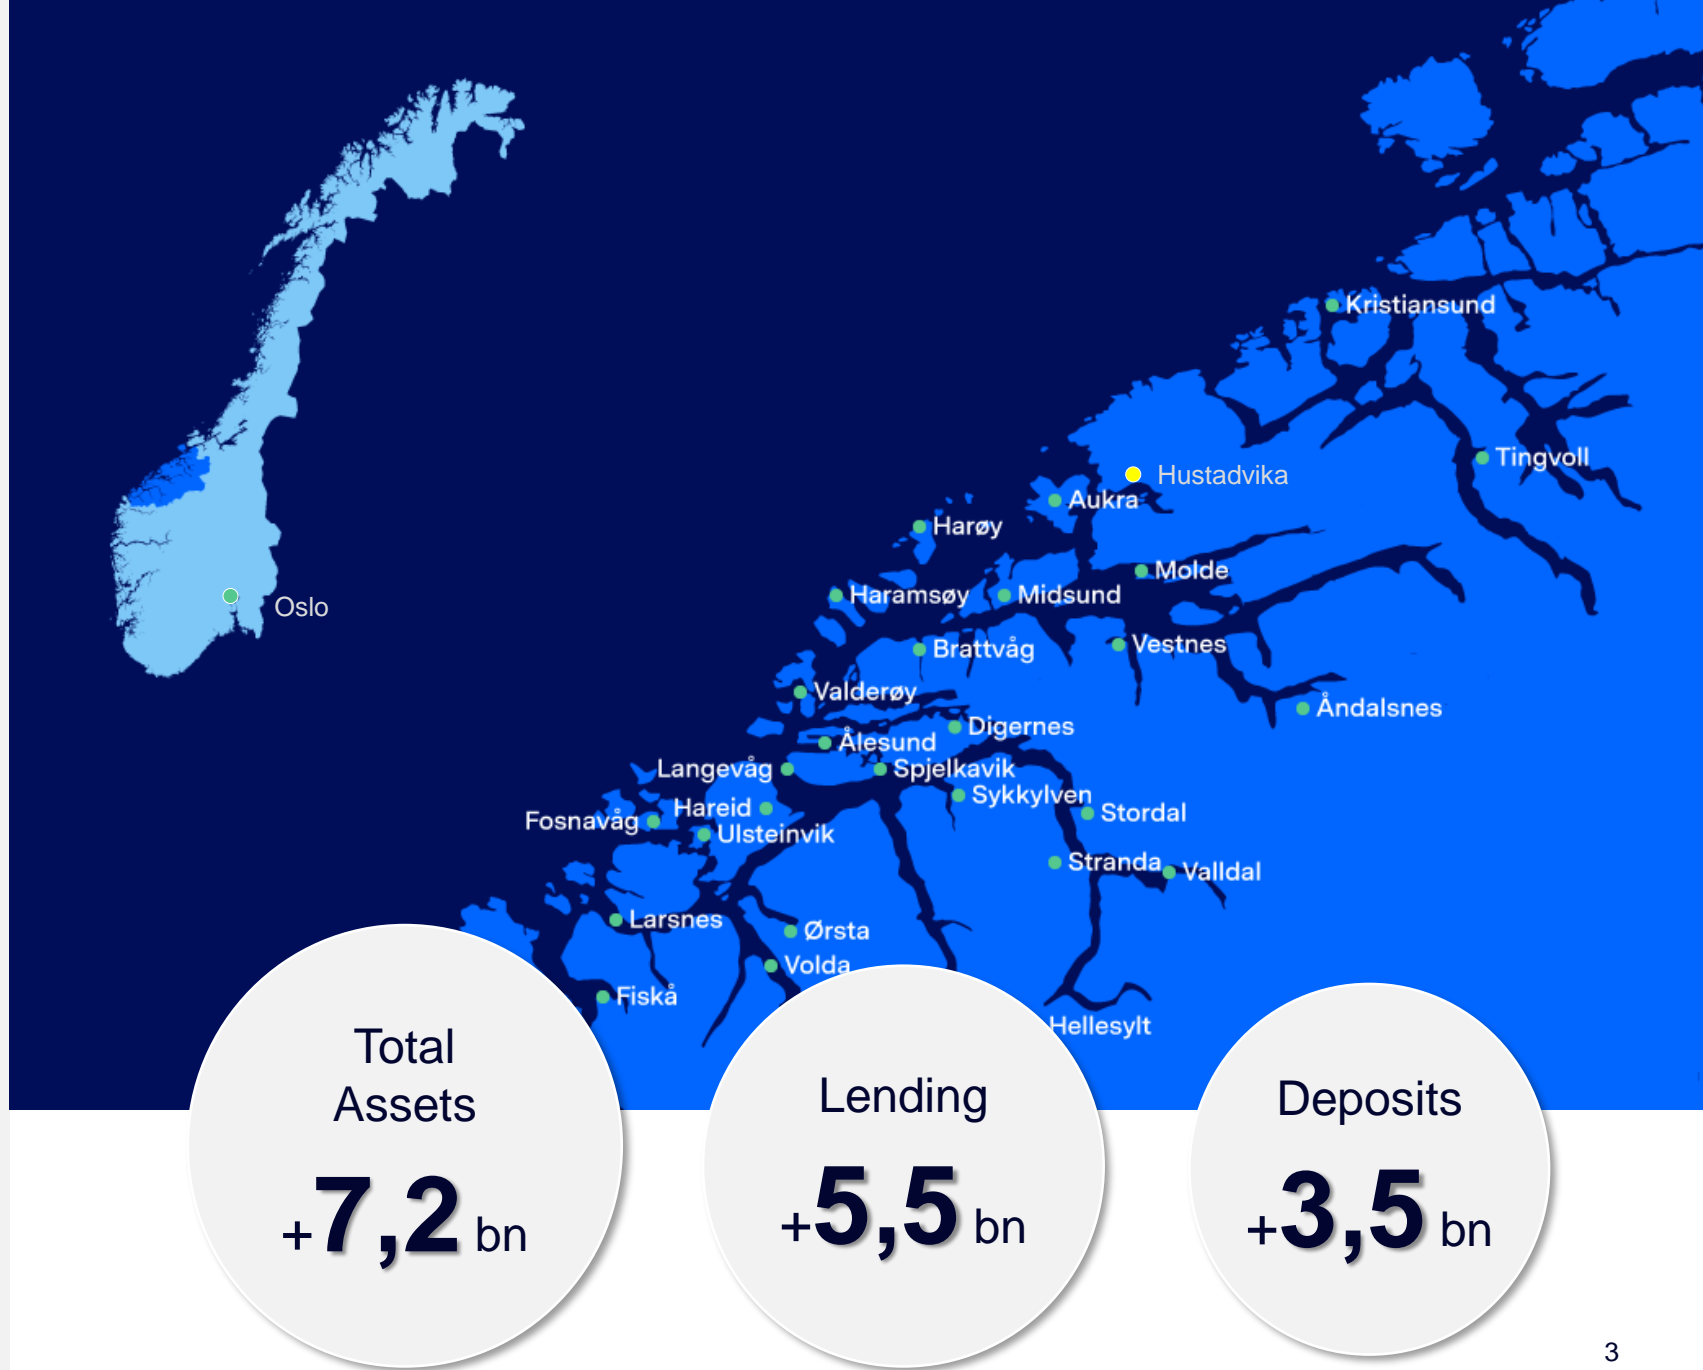 Kristiansund
Tingvoll
Hustadvika
Aukra
Harøy
Molde
Haramsøy
Midsund
Oslo
Brattvåg
Vestnes
Valderøy
Åndalsnes
Digernes
Ålesund
Langevåg
Spjelkavik
Sykkylven
Hareid
Stordal
Fosnavåg
Ulsteinvik
Stranda
Valldal
Larsnes
Ørsta
Volda
Fiskå
Hellesylt
Total
Assets
+7,2 bn
Lending
+5,5 bn
Deposits
+3,5 bn
3